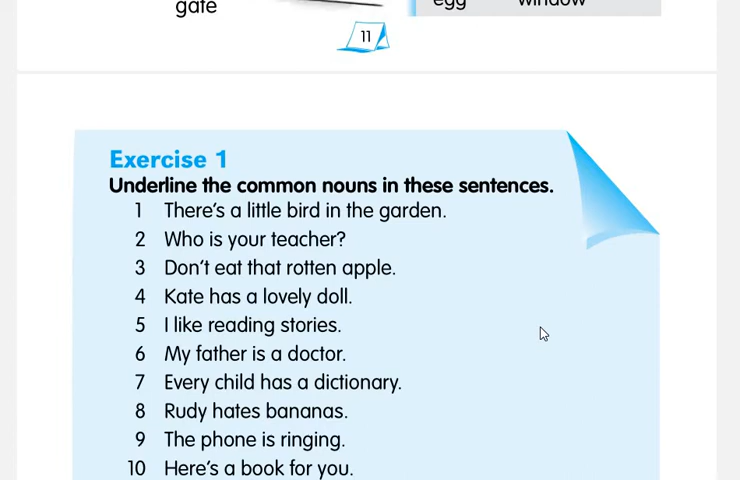 gate
egg window
11
Exercise 1
Underline the common nouns in these sentences.
1 There's a little bird in the garden.
2 Who is your teacher?
3 Don't eat that rotten apple.
4 Kate has a lovely doll.
5 I like reading stories.
6 My father is a doctor.
7 Every child has a dictionary.
8 Rudy hates bananas.
9 The phone is ringing.
10 Here's a book for you.